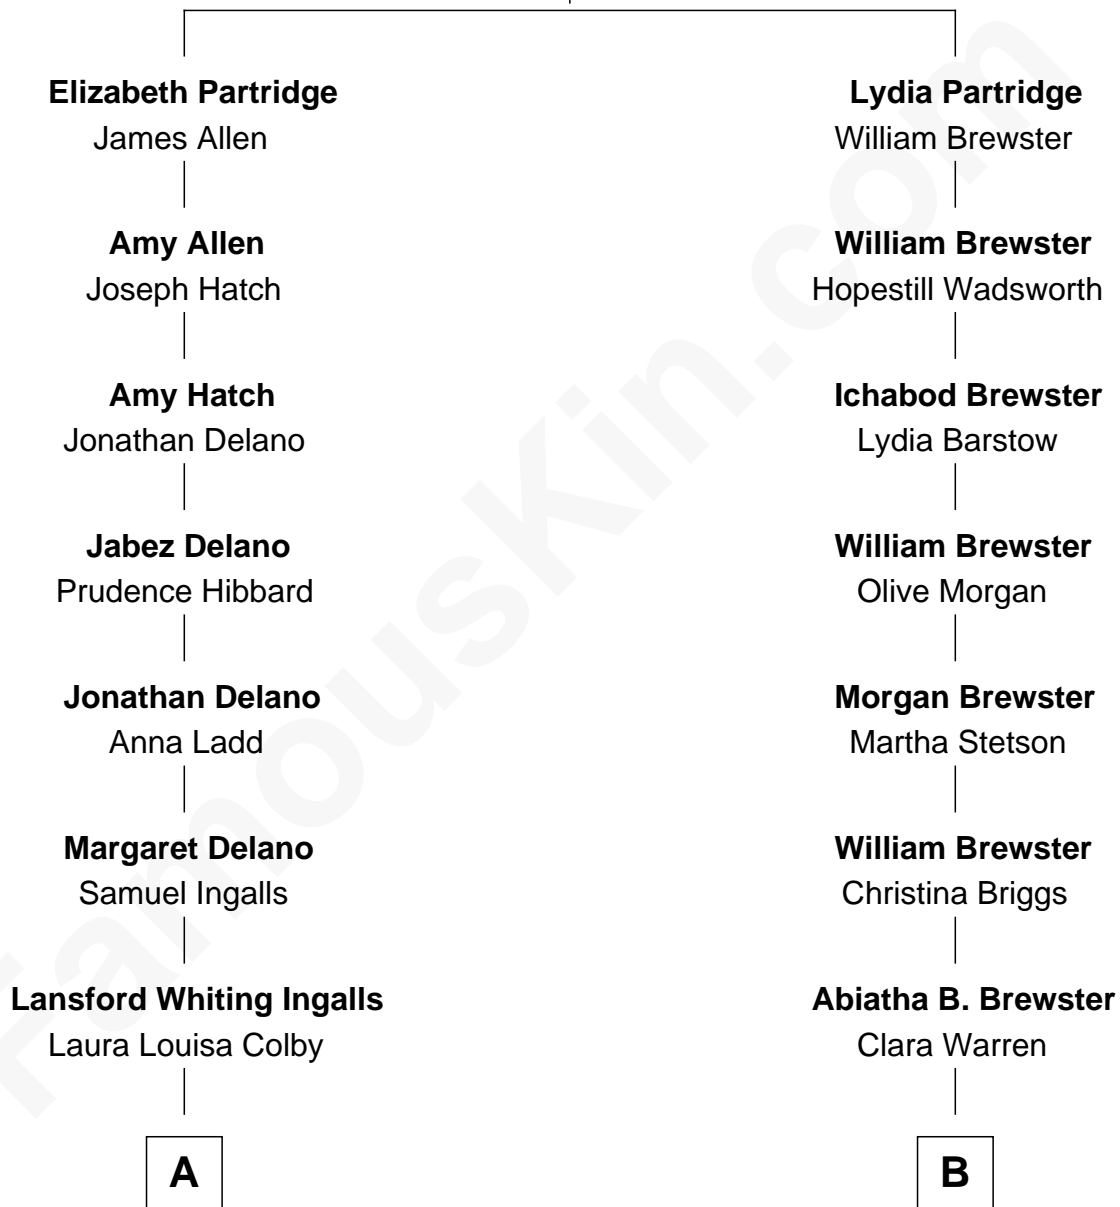 Elizabeth Partridge
James Allen
Amy Allen
Joseph Hatch
Amy Hatch
Jonathan Delano
Jabez Delano
Prudence Hibbard
Jonathan Delano
Anna Ladd
Margaret Delano
Samuel Ingalls
Lansford Whiting Ingalls
Laura Louisa Colby
A
Lydia Partridge
William Brewster
William Brewster
Hopestill Wadsworth
Ichabod Brewster
Lydia Barstow
William Brewster
Olive Morgan
Morgan Brewster
Martha Stetson
William Brewster
Christina Briggs
Abiatha B. Brewster
Clara Warren
B
FamousKin.com